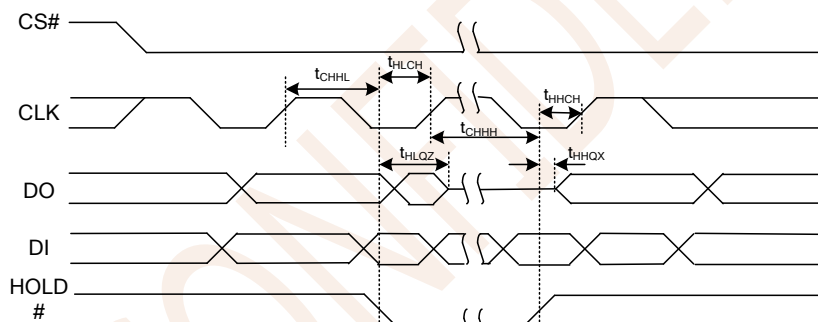 CS#
tCHHL
tHLCH
tHHCH
CLK
tCHHH
tHLQZ
tHHQX
DO
DI
HOLD
#